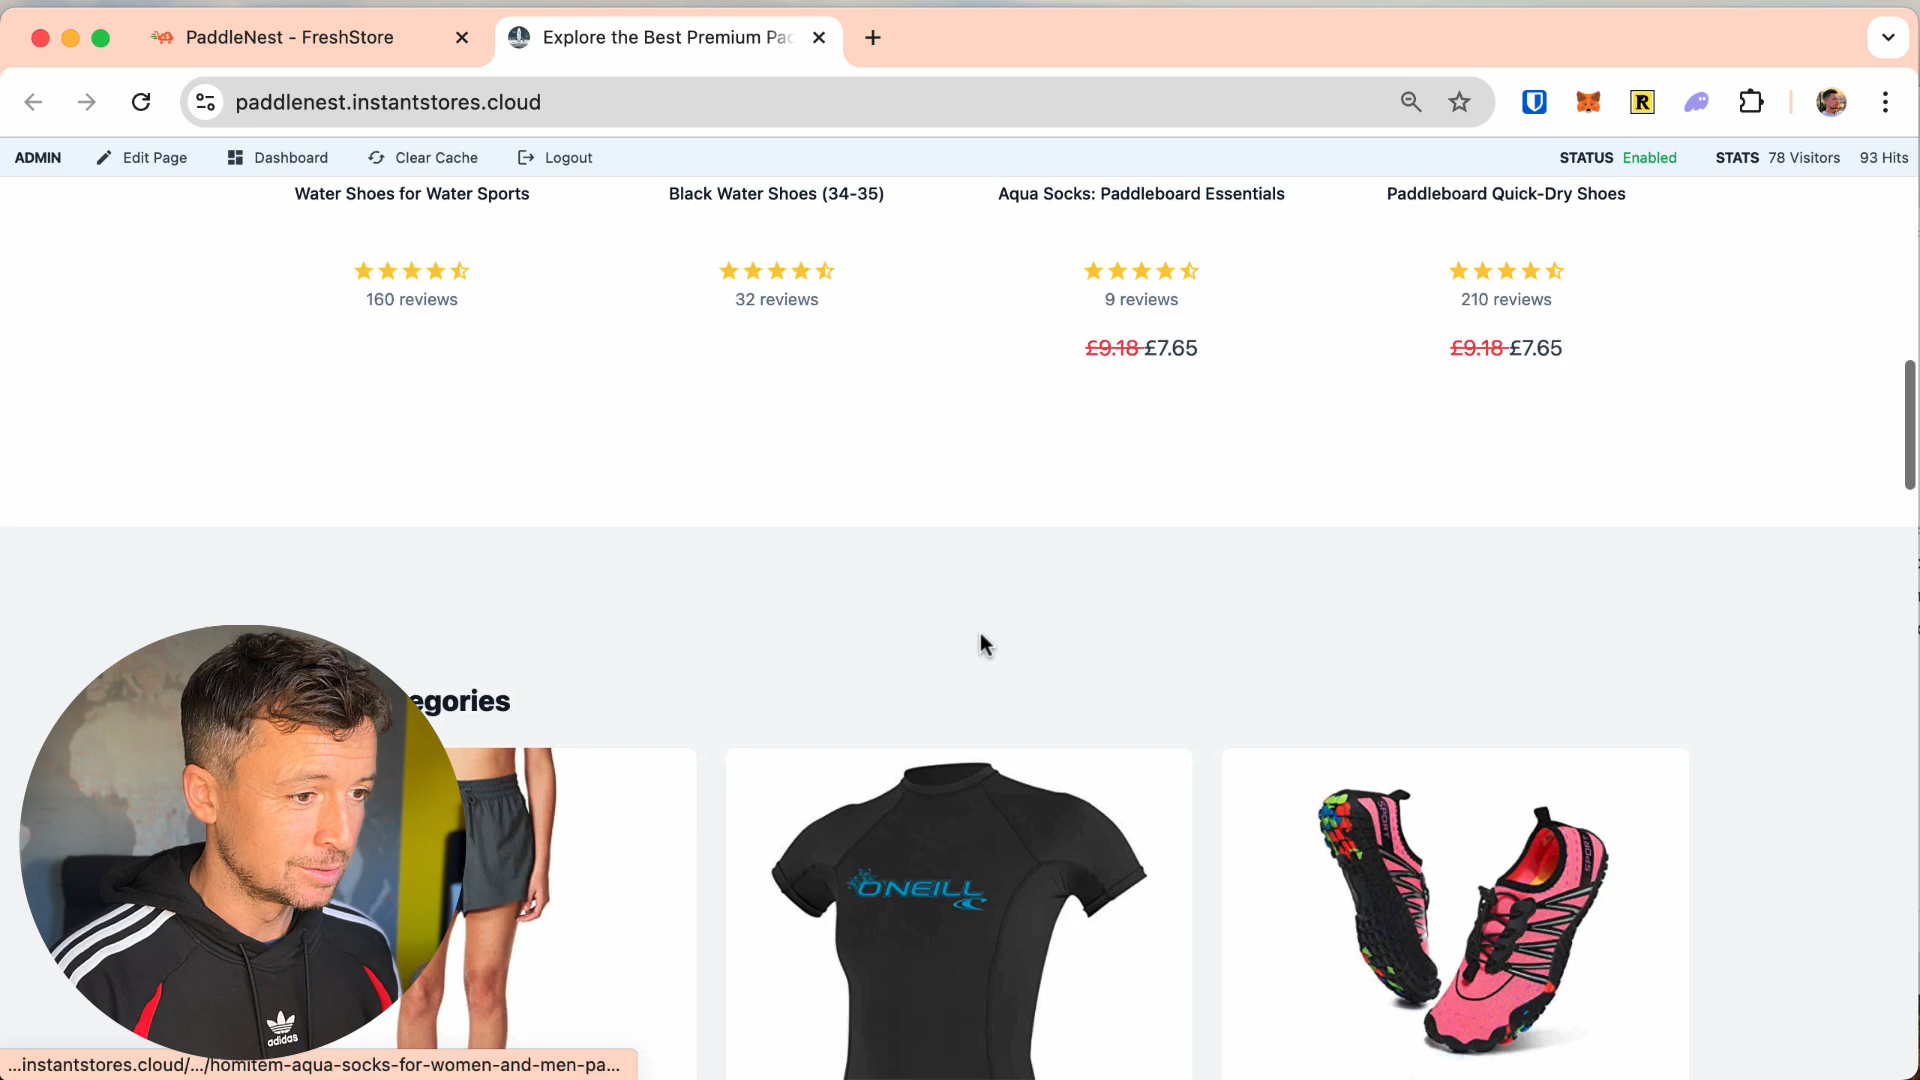 PaddleNest - FreshStore
Explore the Best Premium Pad
paddlenest.instantstores.cloud
ADMIN Edit Page Dashboard Clear Cache Logout STATUS Enabled STATS 78 Visitors 93 Hits
Water Shoes for Water Sports
160 reviews
Black Water Shoes (34-35)
32 reviews
Aqua Socks: Paddleboard Essentials
9 reviews
£9.18 £7.65
Paddleboard Quick-Dry Shoes
210 reviews
£9.18 £7.65
egories
O'NEILL
SPORT
SPORT
adidas
...instantstores.cloud/.../homitem-aqua-socks-for-women-and-men-pa...
R